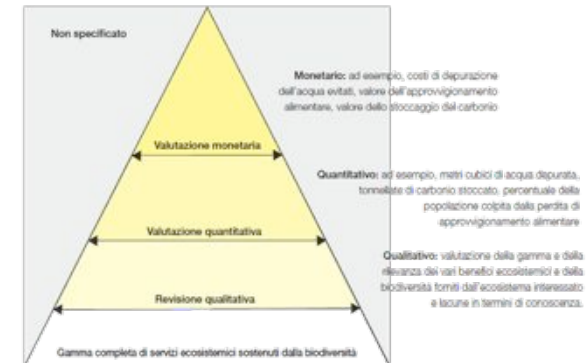 Non specificato
Monetario: ad esempio, costi di depurazione
dell'acqua evitati, valore dell'approvvigionamento
alimentare, valore dello stoccaggio del carbonio
Valutazione monetaria
Quantitativo: ad esempio, metri cubici di acqua depurata,
tonnellate di carbonio stoccato, percentuale della
popolazione colpita dalla perdita di
approvvigionamento alimentare
Valutazione quantitativa
Qualitativo: valutazione della gamma e della
rilevanza dei vari benefici ecosistemici e della
biodiversità forniti dall'ecosistema interessato
e lacune in termini di conoscenza.
Revisione qualitativa
Gamma completa di servizi ecosistemici sostenuti dalla biodiversità